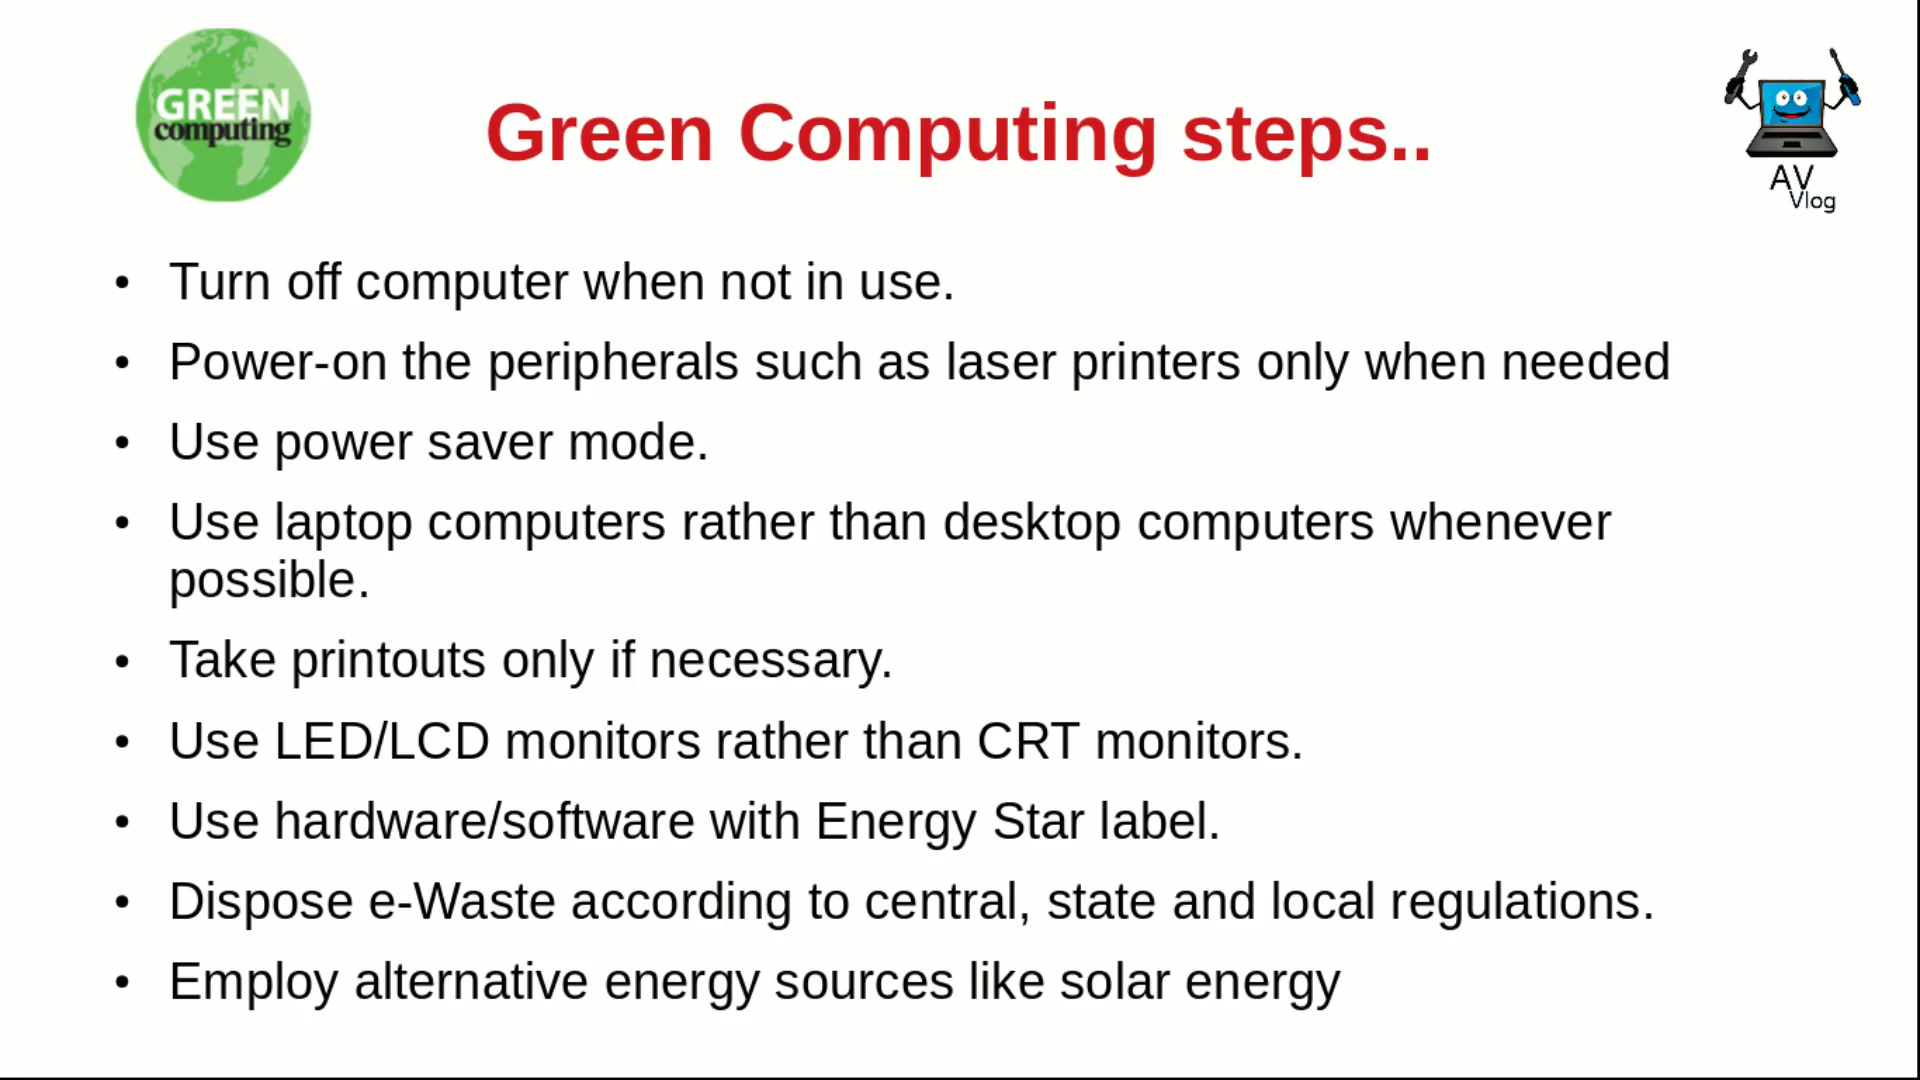 GREEN
computing
Green Computing steps..
AV
Vlog
• Turn off computer when not in use.
• Power-on the peripherals such as laser printers only when needed
• Use power saver mode.
• Use laptop computers rather than desktop computers whenever
possible.
• Take printouts only if necessary.
• Use LED/LCD monitors rather than CRT monitors.
• Use hardware/software with Energy Star label.
• Dispose e-Waste according to central, state and local regulations.
• Employ alternative energy sources like solar energy